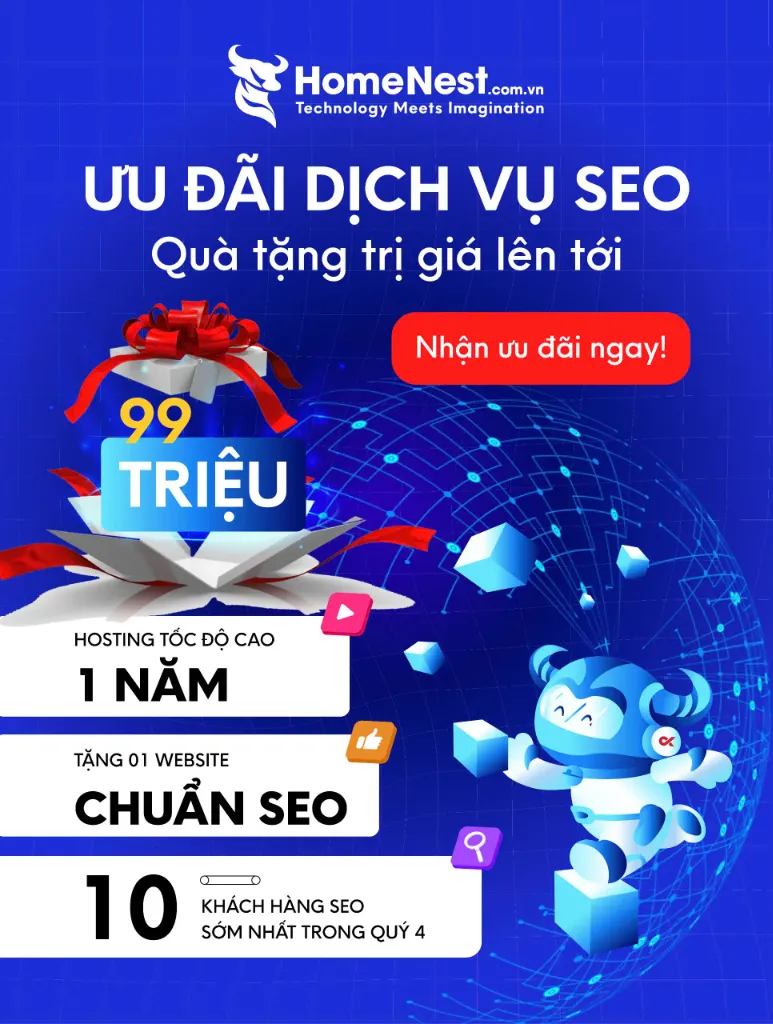 HomeNest.com.vn
Technology Meets Imagination
ƯU ĐÃI DỊCH VỤ SEO
Quà tặng trị giá lên tới
Nhận ưu đãi ngay!
99
TRIỆU
HOSTING TỐC ĐỘ CAO
1 NĂM
TẶNG 01 WEBSITE
CHUẨN SEO
10
KHÁCH HÀNG SEO
SỚM NHẤT TRONG QUÝ 4